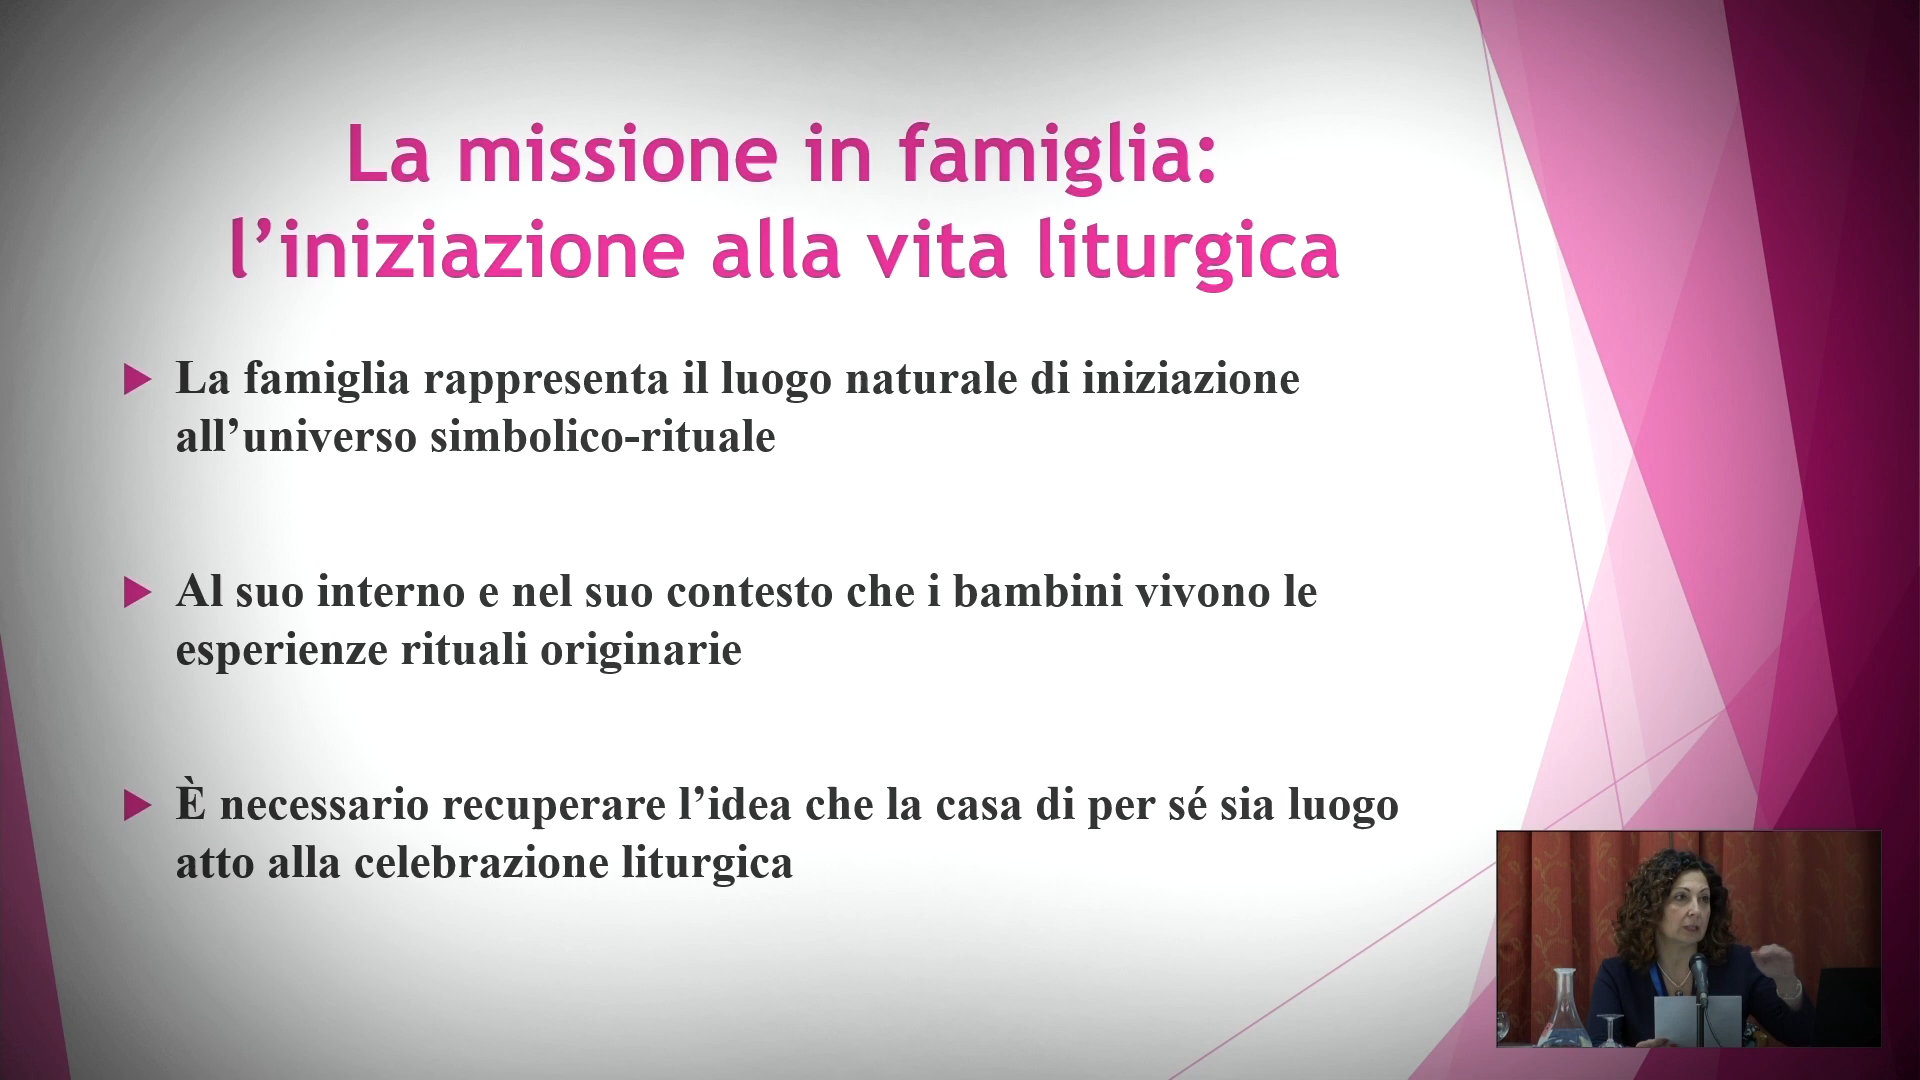 La missione in famiglia:
l’iniziazione alla vita liturgica
La famiglia rappresenta il luogo naturale di iniziazione
all’universo simbolico-rituale
Al suo interno e nel suo contesto che i bambini vivono le
esperienze rituali originarie
È necessario recuperare l’idea che la casa di per sé sia luogo
atto alla celebrazione liturgica